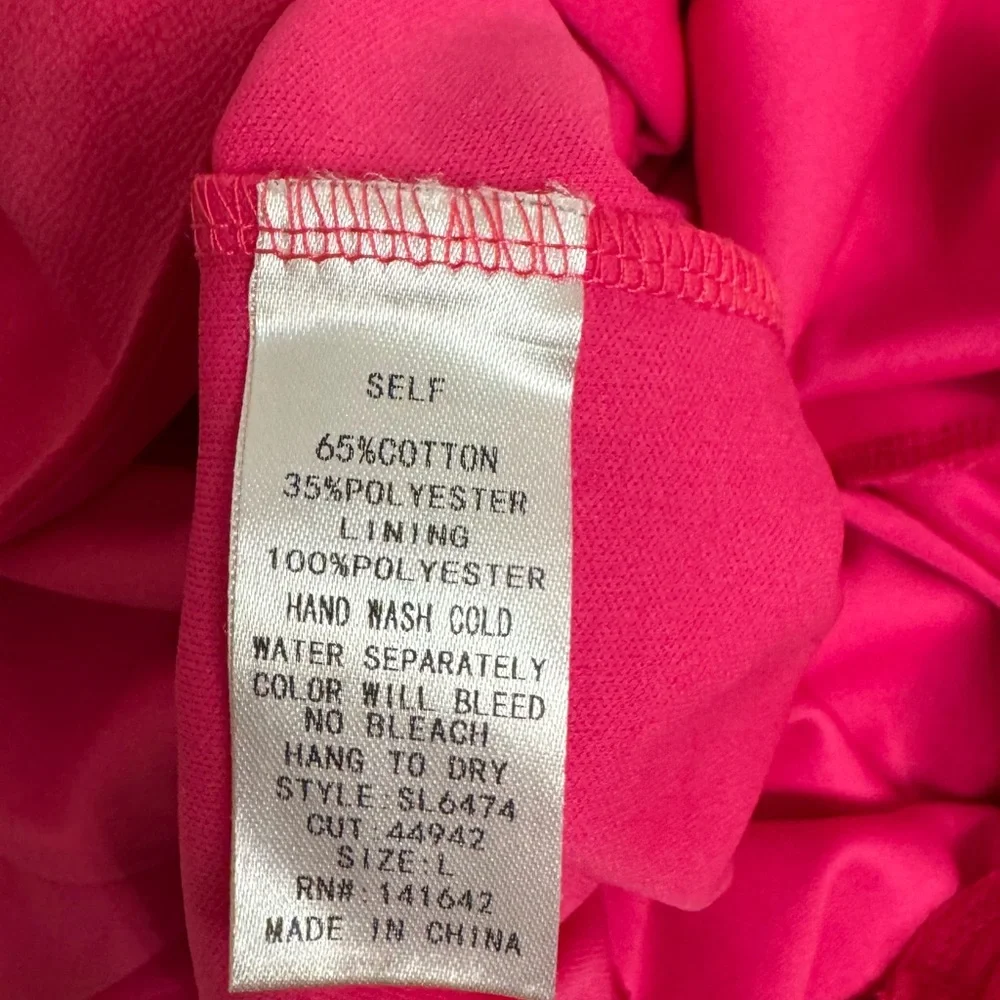 SELF
65%COTTON
35%POLYESTER
LINING
100%POLYESTER
HAND WASH COLD
WATER SEPARATELY
COLOR WILL BLEED
NO BLEACH
HANG TO DRY
STYLE:SL6474
CUT:44942
SIZE:L
RN#:141642
MADE IN CHINA